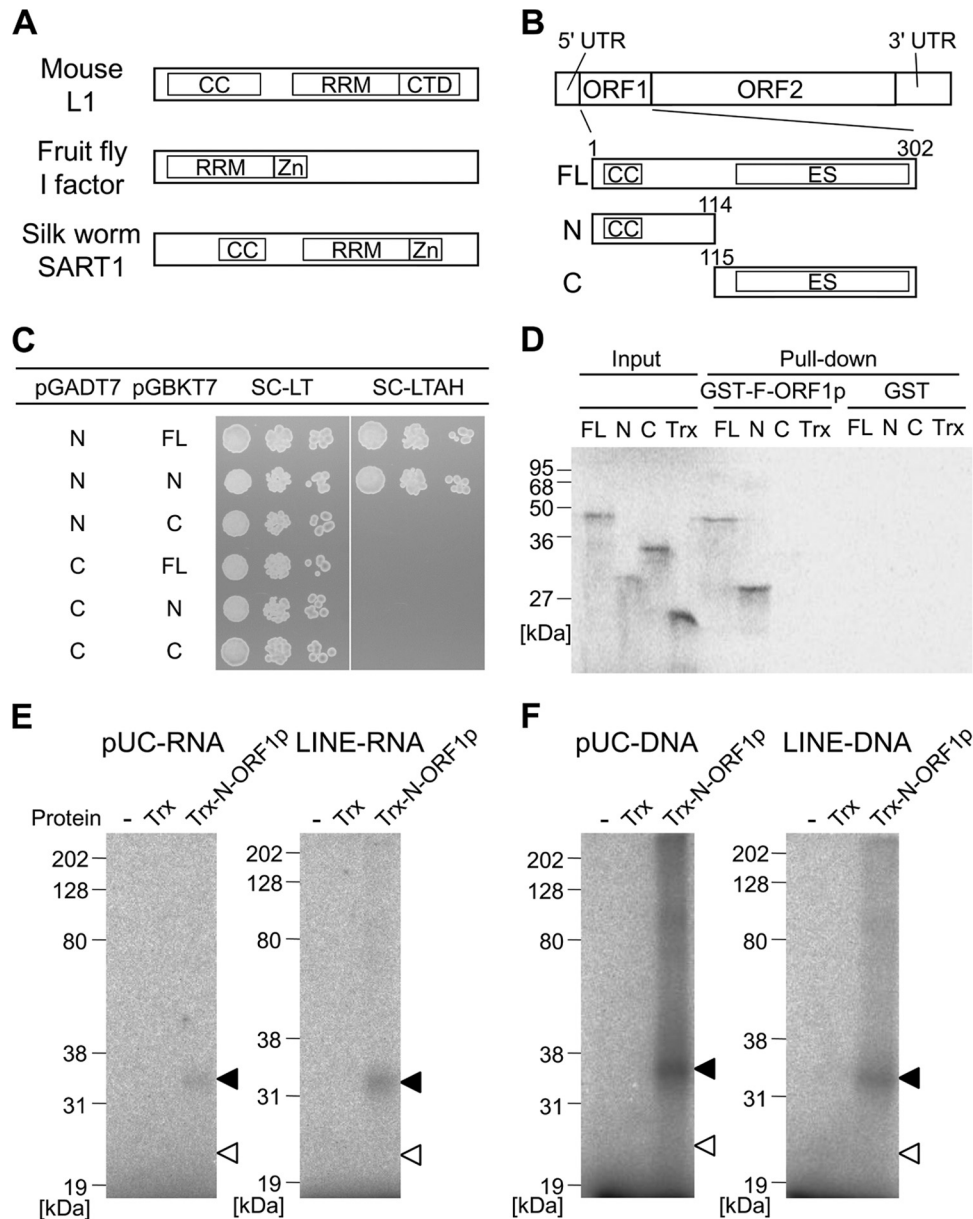 A
Mouse
L1
CC RRM CTD
Fruit fly
I factor
RRM Zn
Silk worm
SART1
CC RRM Zn
B
5' UTR 3' UTR
ORF1 ORF2
1 302
FL CC ES
114
N CC
115
C ES
C
pGADT7 pGBKT7 SC-LT SC-LTAH
N FL
N N
N C
C FL
C N
C C
D
Input Pull-down
GST-F-ORF1p GST
FL N C Trx FL N C Trx FL N C Trx
95
68
50
36
27
[kDa]
E
pUC-RNA LINE-RNA
Protein - Trx Trx-N-ORF1p - Trx Trx-N-ORF1p
202 202
128 128
80 80
38 38
31 31
19 19
[kDa] [kDa]
F
pUC-DNA LINE-DNA
- Trx Trx-N-ORF1p - Trx Trx-N-ORF1p
202 202
128 128
80 80
38 38
31 31
19 19
[kDa] [kDa]